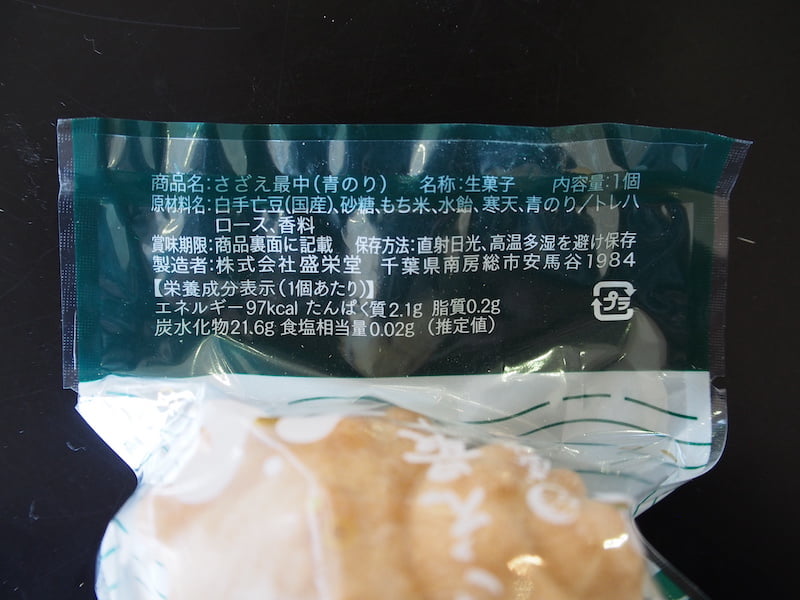 商品名:さざえ最中(青のり) 名称:生菓子 内容量:1個
原材料名:白手亡豆(国産)、砂糖、もち米、水飴、寒天、青のり/トレハ
ロース、香料
賞味期限:商品裏面に記載 保存方法:直射日光、高温多湿を避け保存
製造者:株式会社盛栄堂 千葉県南房総市安馬谷1984
【栄養成分表示(1個あたり)】
エネルギー97kcal たんぱく質2.1g 脂質0.2g
炭水化物21.6g 食塩相当量0.02g (推定値)
プラ